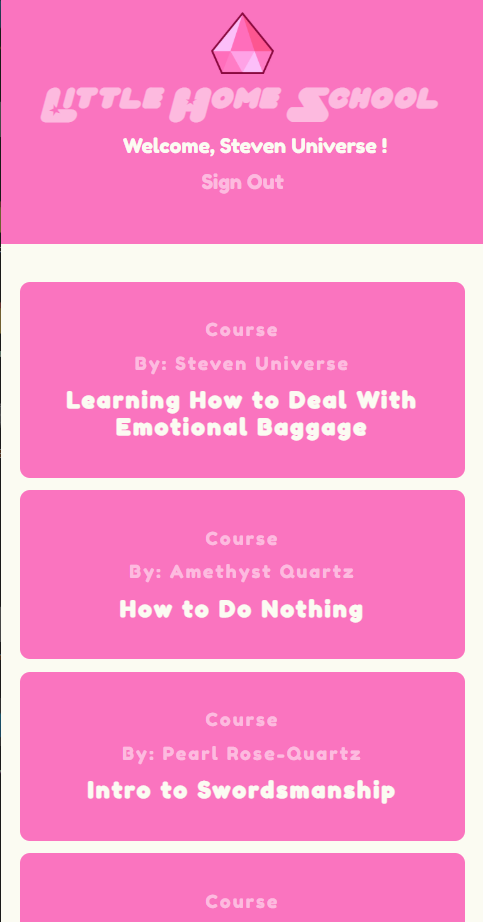 Little Home School
Welcome, Steven Universe !
Sign Out
Course
By: Steven Universe
Learning How to Deal With
Emotional Baggage
Course
By: Amethyst Quartz
How to Do Nothing
Course
By: Pearl Rose-Quartz
Intro to Swordsmanship
Course